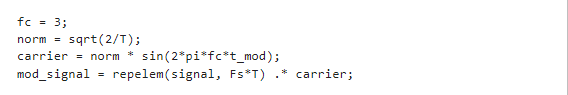 fc = 3;
norm = sqrt(2/T);
carrier = norm * sin(2*pi*fc*t_mod);
mod_signal = repelem(signal, Fs*T) .* carrier;